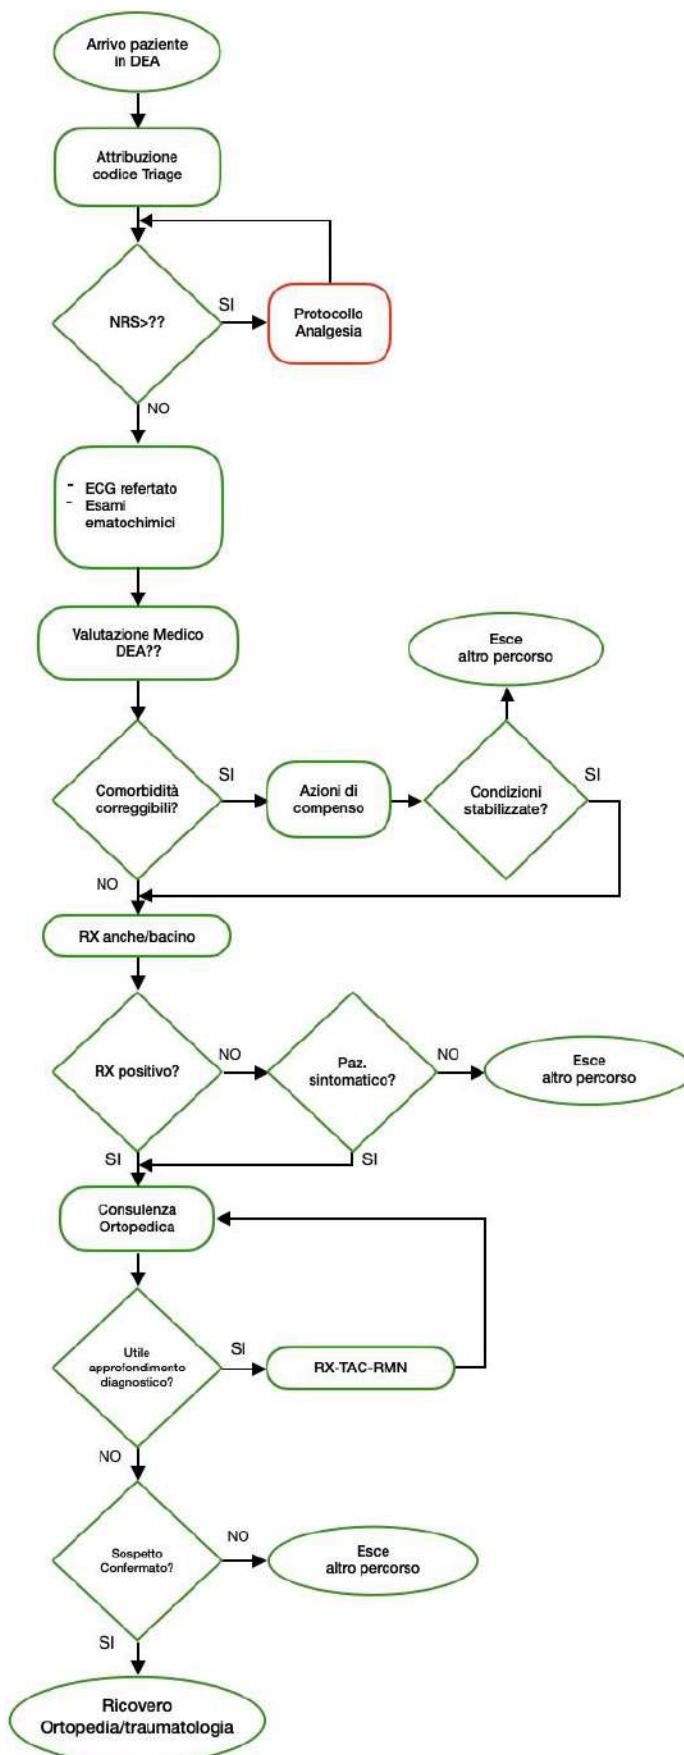 Arrivo paziente
in DEA
Attribuzione
codice Triage
NRS>??
SI
Protocollo
Analgesia
NO
- ECG refertato
- Esami
ematochimici
Valutazione Medico
DEA??
Esce
altro percorso
Comorbidità
correggibili?
SI
Azioni di
compenso
Condizioni
stabilizzate?
SI
NO
RX anche/bacino
RX positivo?
NO
Paz.
sintomatico?
NO
Esce
altro percorso
SI
SI
Consulenza
Ortopedica
Utile
approfondimento
diagnostico?
SI
RX-TAC-RMN
NO
Sospetto
Confermato?
NO
Esce
altro percorso
SI
Ricovero
Ortopedia/traumatologia